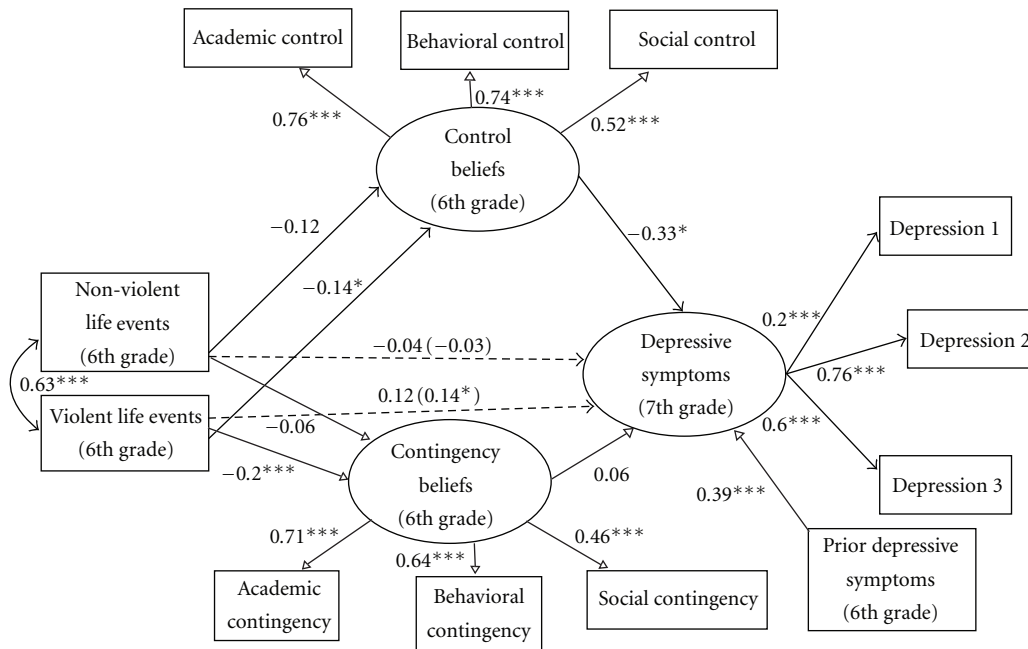 Academic control
Behavioral control
Social control
0.76***
0.74***
0.52***
Control
beliefs
(6th grade)
−0.12
−0.33*
Depression 1
−0.14*
Non-violent
life events
(6th grade)
0.63***
Violent life events
(6th grade)
−0.04 (−0.03)
0.12 (0.14*)
Depressive
symptoms
(7th grade)
0.2***
Depression 2
0.76***
0.6***
Depression 3
−0.06
−0.2***
Contingency
beliefs
(6th grade)
0.06
0.39***
0.71***
0.64***
0.46***
Academic
contingency
Behavioral
contingency
Social contingency
Prior depressive
symptoms
(6th grade)